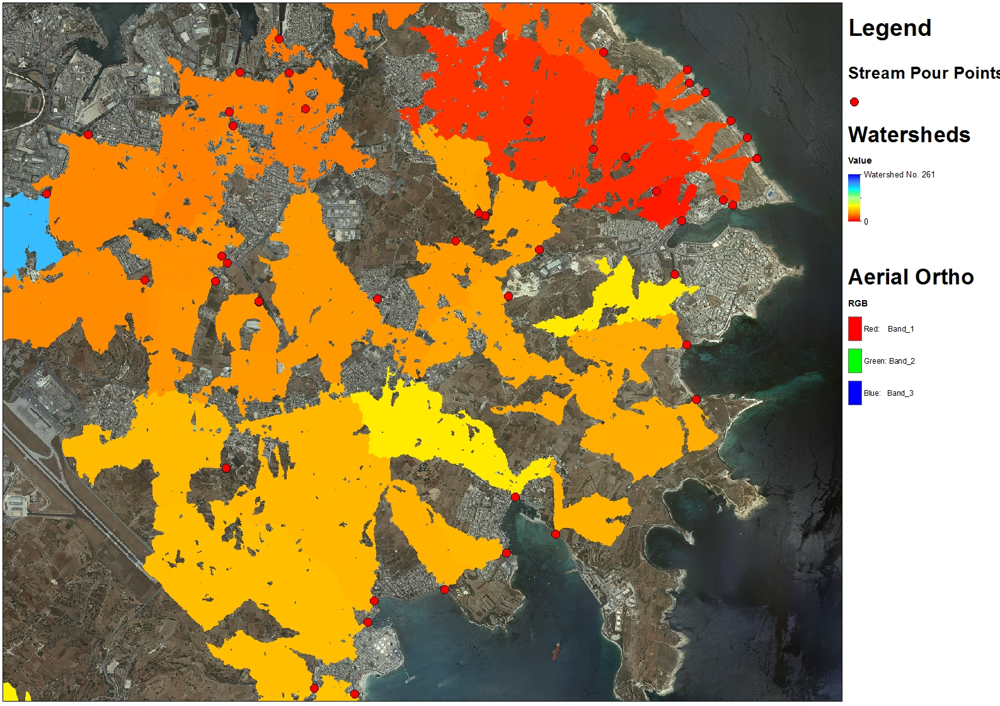 Legend
Stream Pour Points
Watersheds
Value
Watershed No. 261
0
Aerial Ortho
RGB
Red: Band_1
Green: Band_2
Blue: Band_3